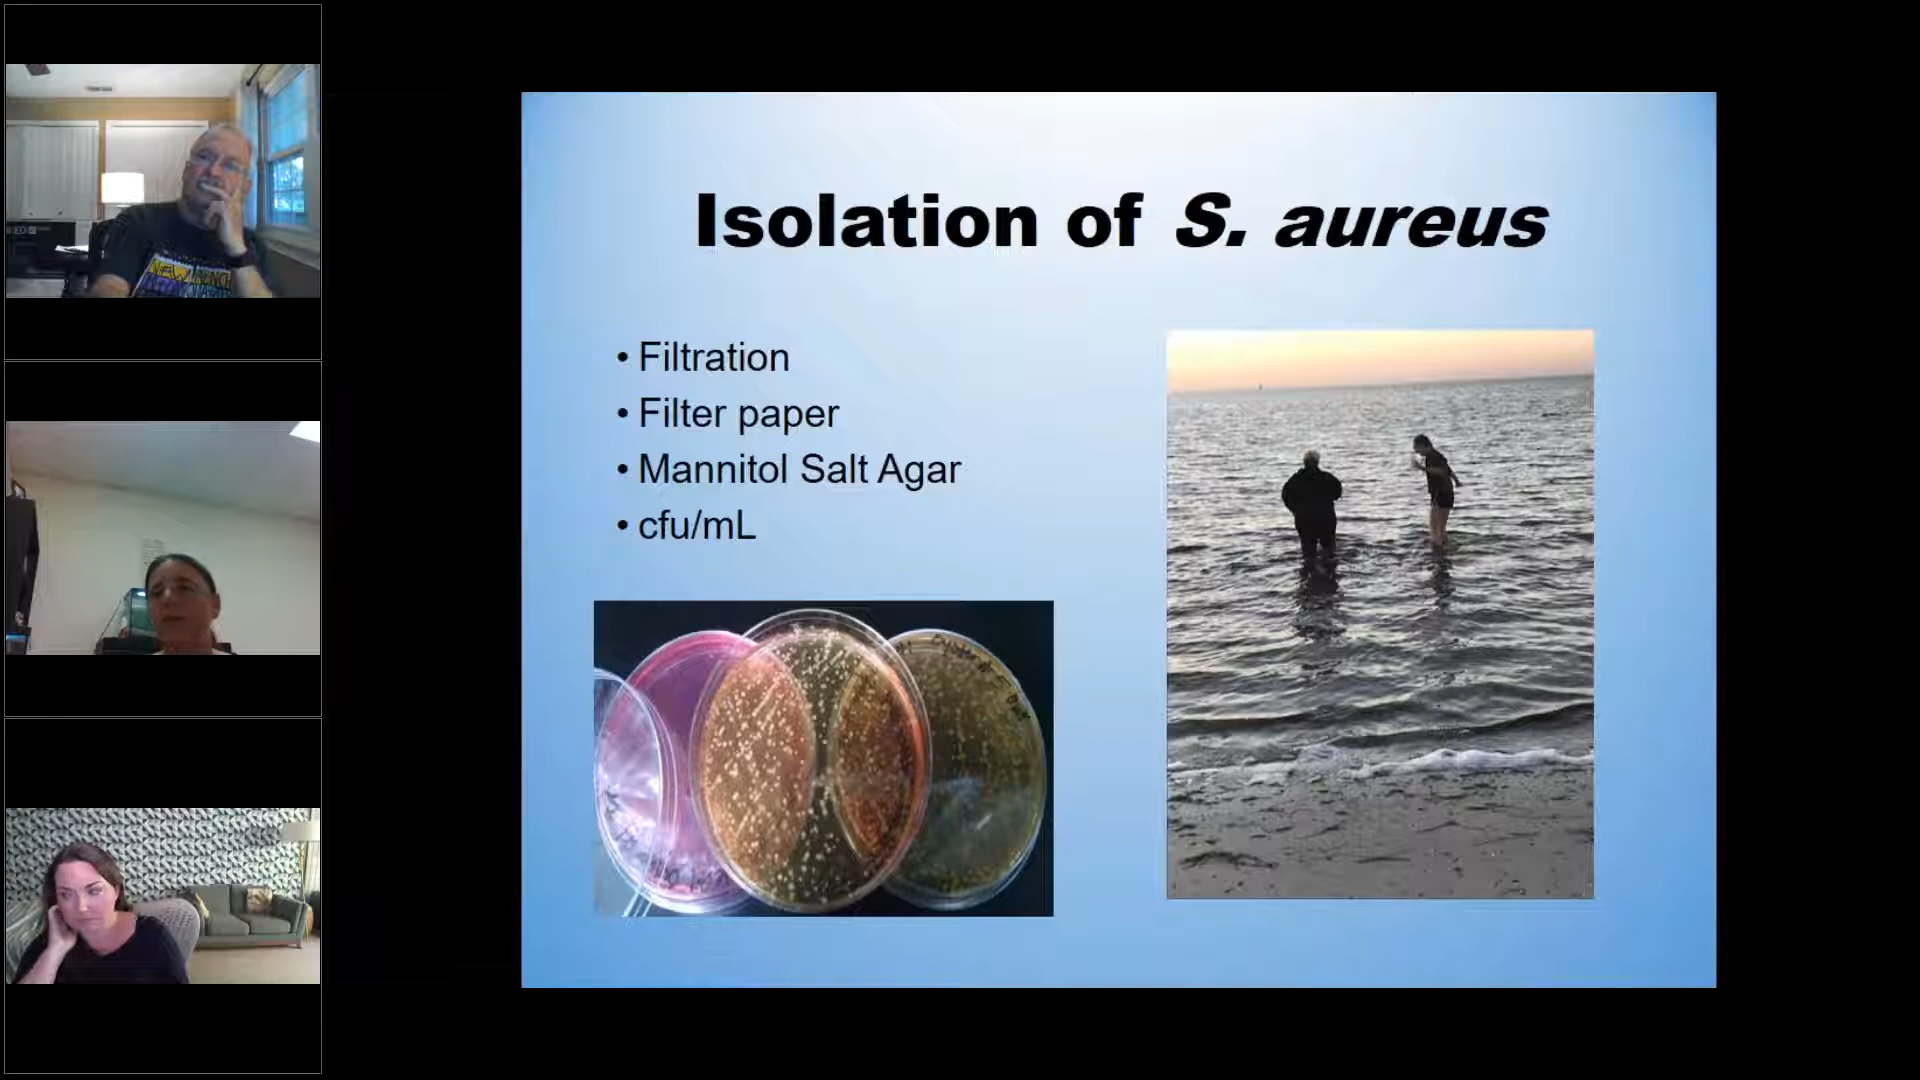 Isolation of S. aureus
• Filtration
• Filter paper
• Mannitol Salt Agar
• cfu/mL